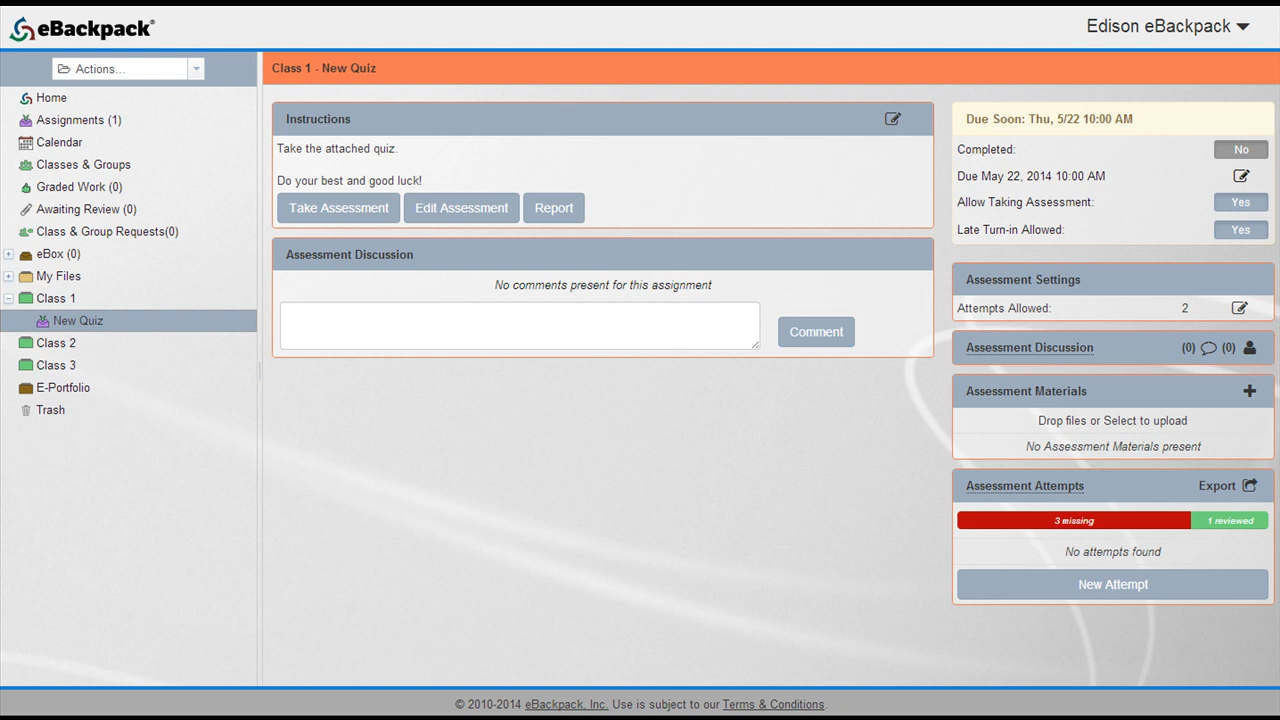 eBackpack®
Edison eBackpack
Actions...
Home
Assignments (1)
Calendar
Classes & Groups
Graded Work (0)
Awaiting Review (0)
Class & Group Requests(0)
eBox (0)
My Files
Class 1
New Quiz
Class 2
Class 3
E-Portfolio
Trash
Class 1 - New Quiz
Instructions
Take the attached quiz.
Do your best and good luck!
Take Assessment Edit Assessment Report
Assessment Discussion
No comments present for this assignment
Comment
Due Soon: Thu, 5/22 10:00 AM
Completed: No
Due May 22, 2014 10:00 AM
Allow Taking Assessment: Yes
Late Turn-in Allowed: Yes
Assessment Settings
Attempts Allowed: 2
Assessment Discussion (0) (0)
Assessment Materials
Drop files or Select to upload
No Assessment Materials present
Assessment Attempts Export
3 missing 1 reviewed
No attempts found
New Attempt
© 2010-2014 eBackpack, Inc. Use is subject to our Terms & Conditions.